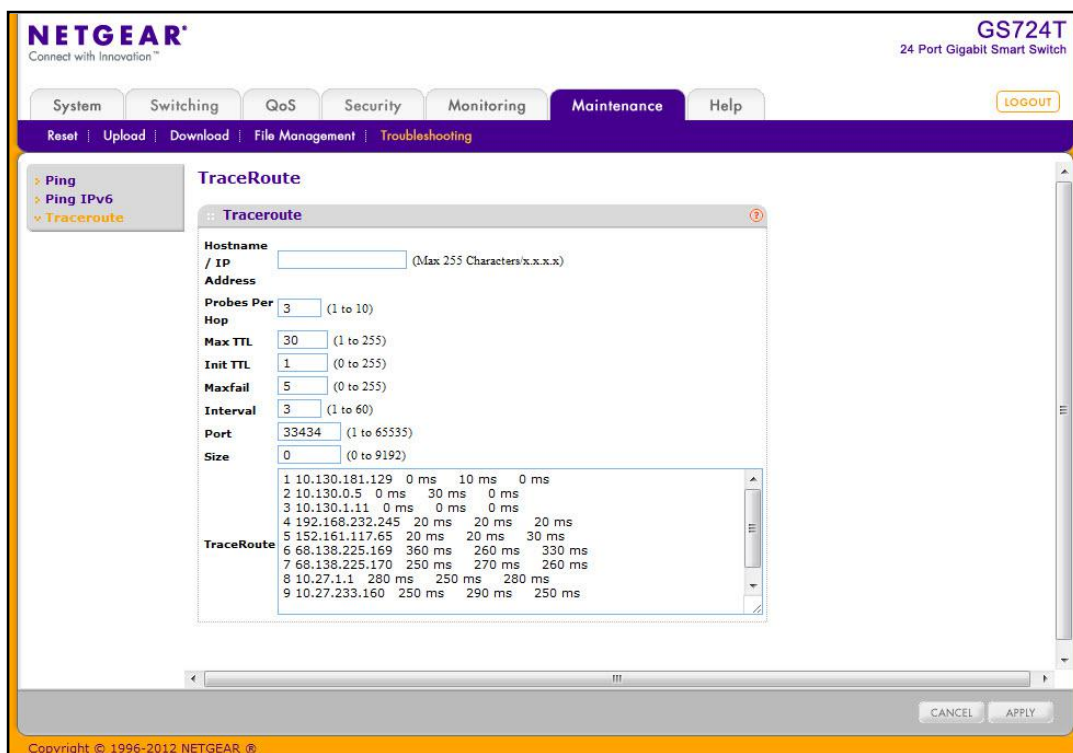 NETGEAR®
Connect with Innovation™
GS724T
24 Port Gigabit Smart Switch
System Switching QoS Security Monitoring Maintenance Help LOGOUT
Reset Upload Download File Management Troubleshooting
Ping
Ping IPv6
Traceroute
TraceRoute
Traceroute ?
Hostname
/ IP (Max 255 Characters/x.x.x.x)
Address
Probes Per
Hop 3 (1 to 10)
Max TTL 30 (1 to 255)
Init TTL 1 (0 to 255)
Maxfail 5 (0 to 255)
Interval 3 (1 to 60)
Port 33434 (1 to 65535)
Size 0 (0 to 9192)
TraceRoute
1 10.130.181.129 0 ms 10 ms 0 ms
2 10.130.0.5 0 ms 30 ms 0 ms
3 10.130.1.11 0 ms 0 ms 0 ms
4 192.168.232.245 20 ms 20 ms 20 ms
5 152.161.117.65 20 ms 20 ms 30 ms
6 68.138.225.169 360 ms 260 ms 330 ms
7 68.138.225.170 250 ms 270 ms 260 ms
8 10.27.1.1 280 ms 250 ms 280 ms
9 10.27.233.160 250 ms 290 ms 250 ms
CANCEL APPLY
Copyright © 1996-2012 NETGEAR ®